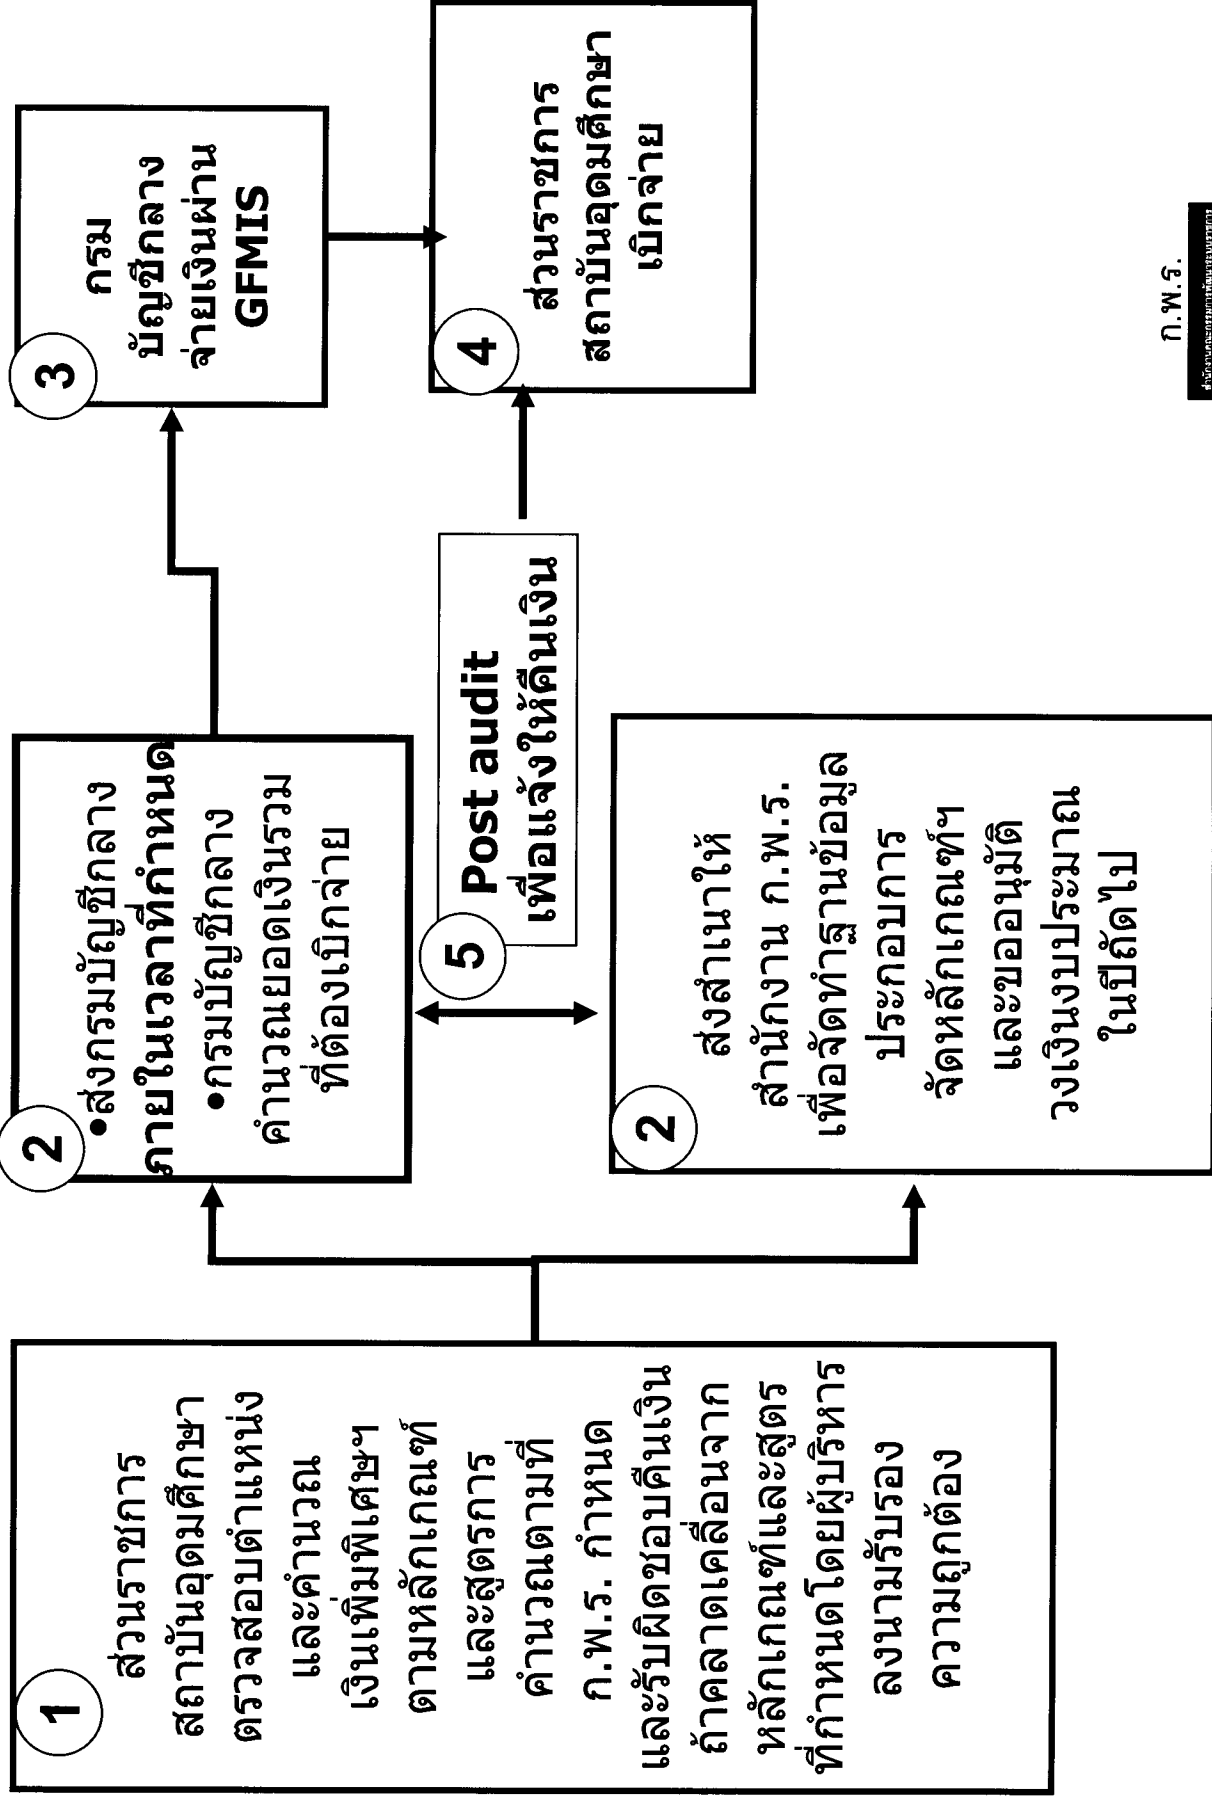 1
ส่วนราชการ
สถาบันอุดมศึกษา
ตรวจสอบตำแหน่ง
และคำนวณ
เงินเพิ่มพิเศษฯ
ตามหลักเกณฑ์
และสูตรการ
คำนวณตามที่
ก.พ.ร. กำหนด
และรับผิดชอบคืนเงิน
ถ้าคลาดเคลื่อนจาก
หลักเกณฑ์และสูตร
ที่กำหนดโดยผู้บริหาร
ลงนามรับรอง
ความถูกต้อง
2
•ส่งกรมบัญชีกลาง
ภายในเวลาที่กำหนด
•กรมบัญชีกลาง
คำนวณยอดเงินรวม
ที่ต้องเบิกจ่าย
2
ส่งสำเนาให้
สำนักงาน ก.พ.ร.
เพื่อจัดทำฐานข้อมูล
ประกอบการ
จัดหลักเกณฑ์ฯ
และขออนุมัติ
วงเงินงบประมาณ
ในปีถัดไป
3
กรม
บัญชีกลาง
จ่ายเงินผ่าน
GFMIS
4
ส่วนราชการ
สถาบันอุดมศึกษา
เบิกจ่าย
5
Post audit
เพื่อแจ้งให้คืนเงิน
ก.พ.ร.